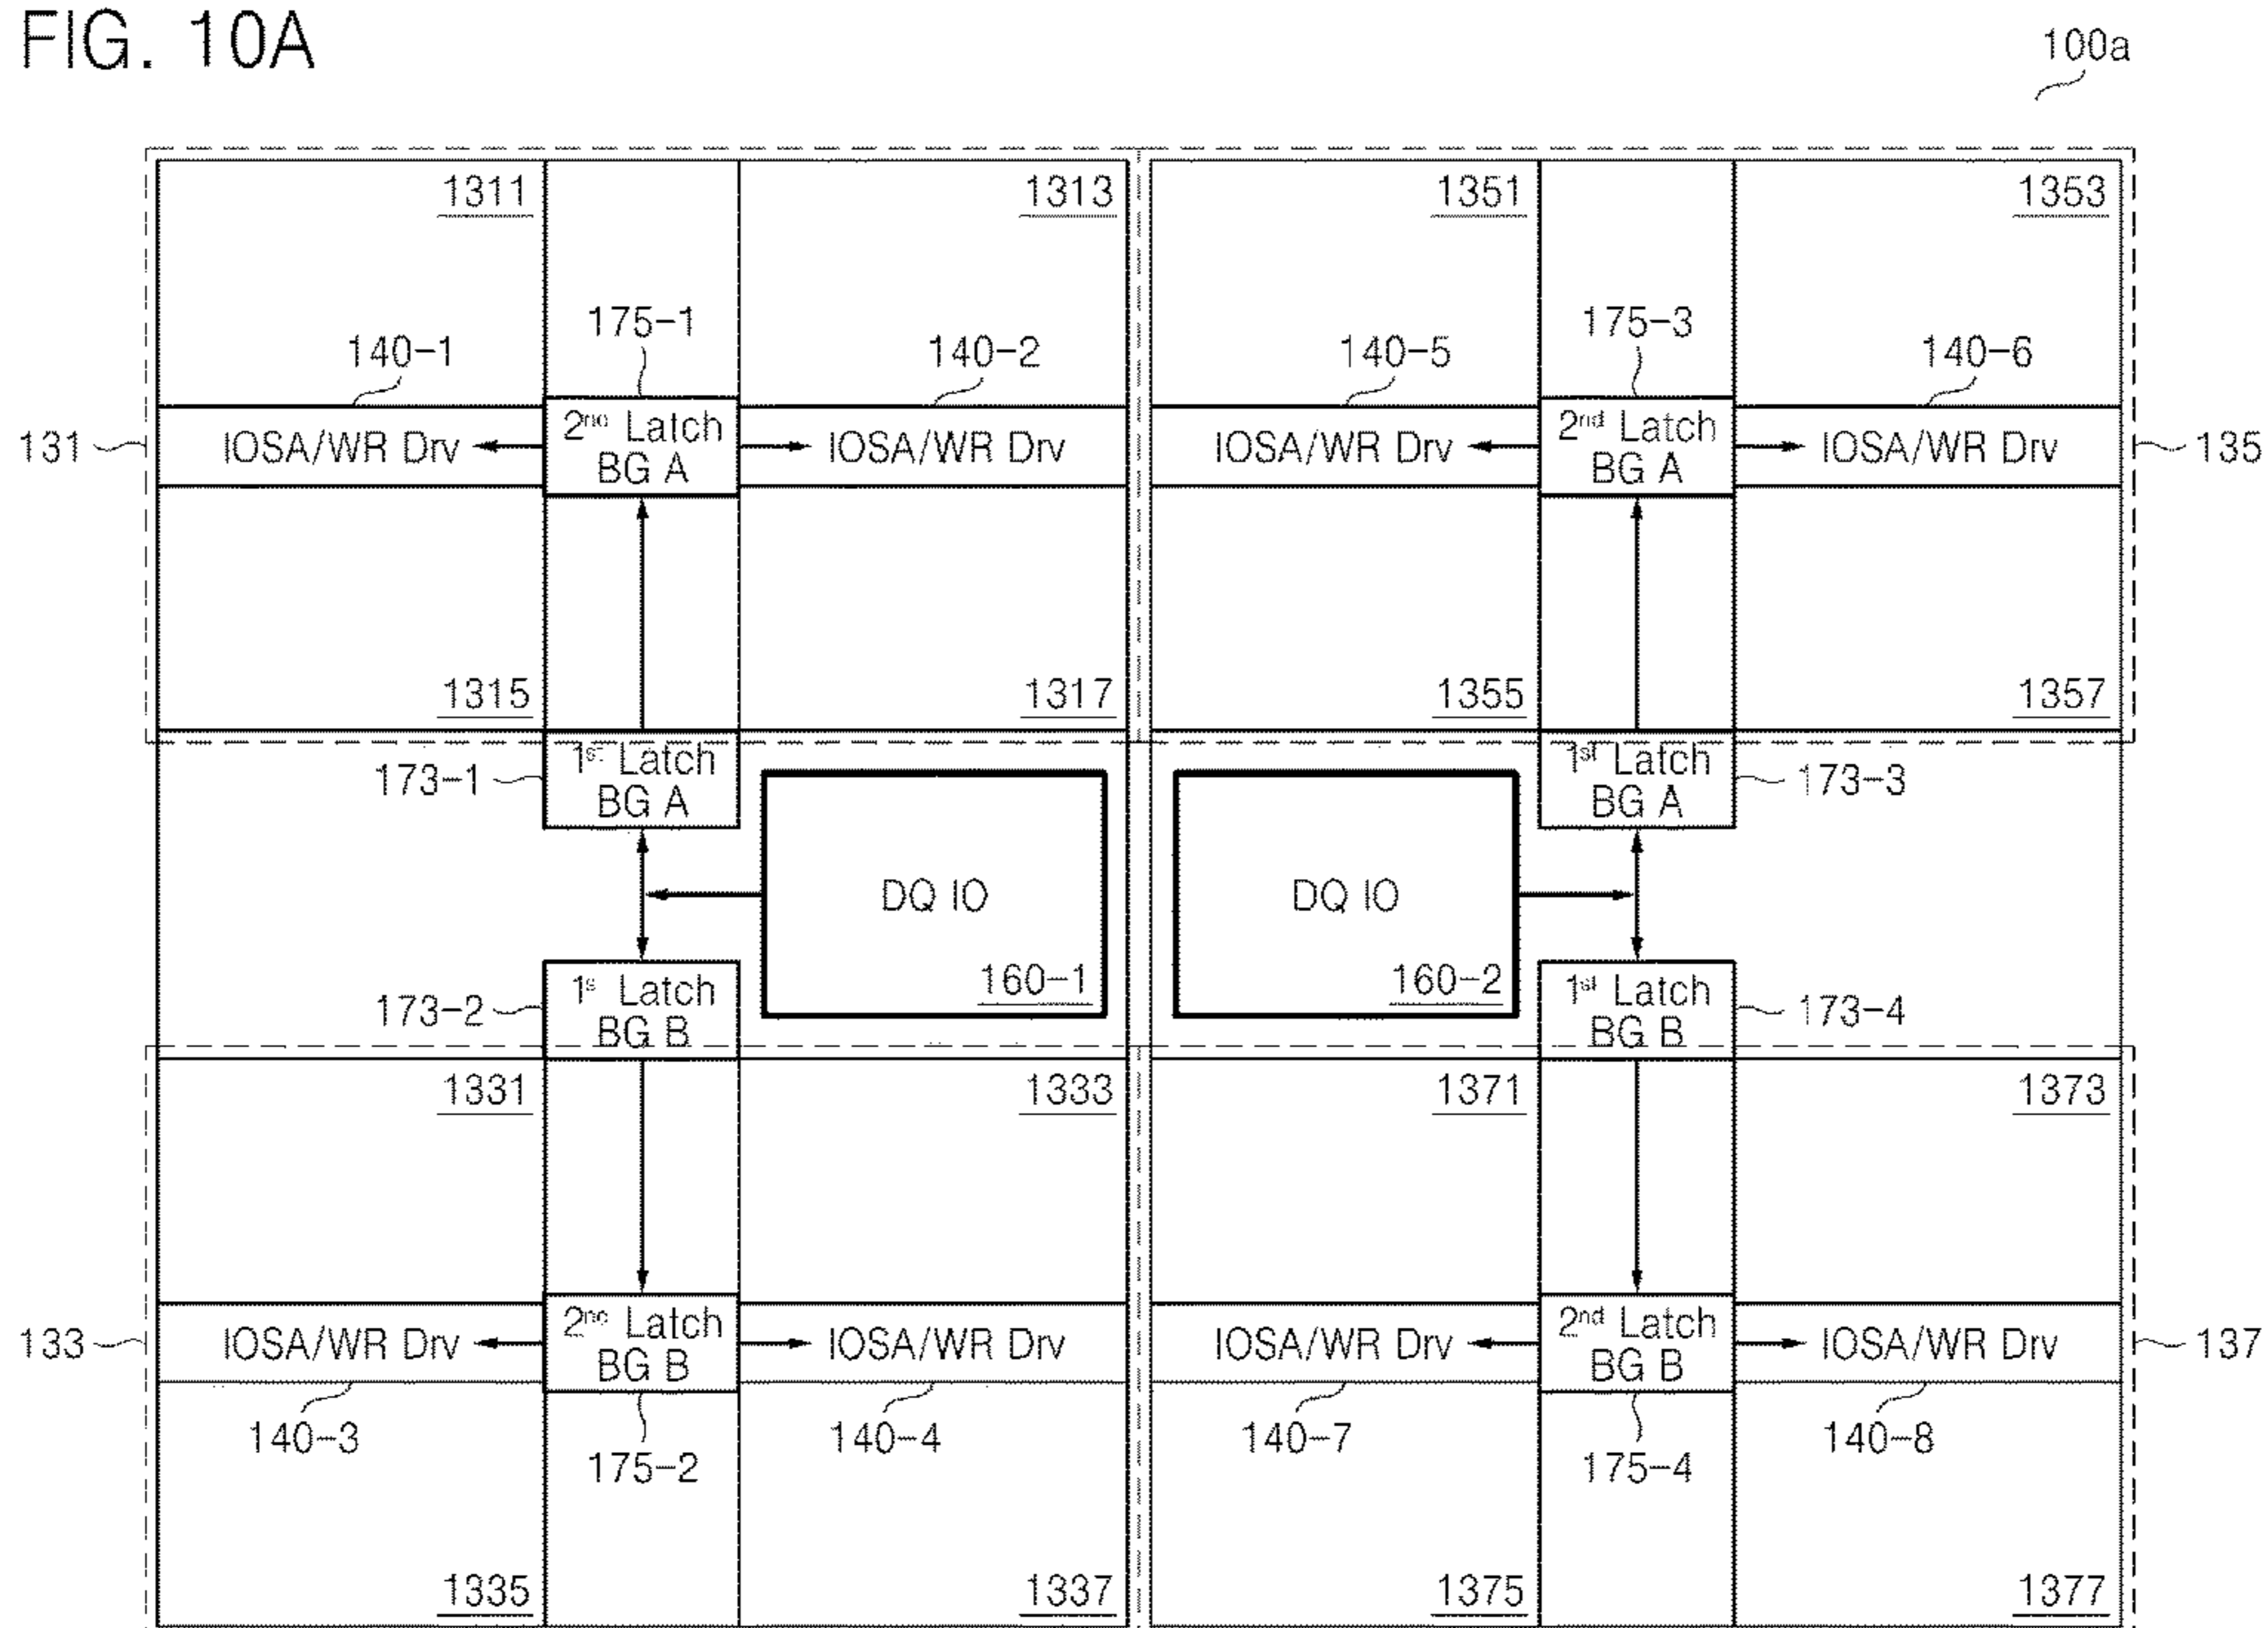 FIG. 10A
100a
1311 1313 1351 1353
175-1 175-3
140-1 140-2 140-5 140-6
131 IOSA/WR Drv 2nd Latch BG A IOSA/WR Drv IOSA/WR Drv 2nd Latch BG A IOSA/WR Drv 135
1315 1317 1355 1357
173-1 1st Latch BG A 1st Latch BG A 173-3
DQ IO DQ IO
160-1 160-2
173-2 1s Latch BG B 1st Latch BG B 173-4
1331 1333 1371 1373
133 IOSA/WR Drv 2nd Latch BG B IOSA/WR Drv IOSA/WR Drv 2nd Latch BG B IOSA/WR Drv 137
140-3 140-4 140-7 140-8
175-2 175-4
1335 1337 1375 1377